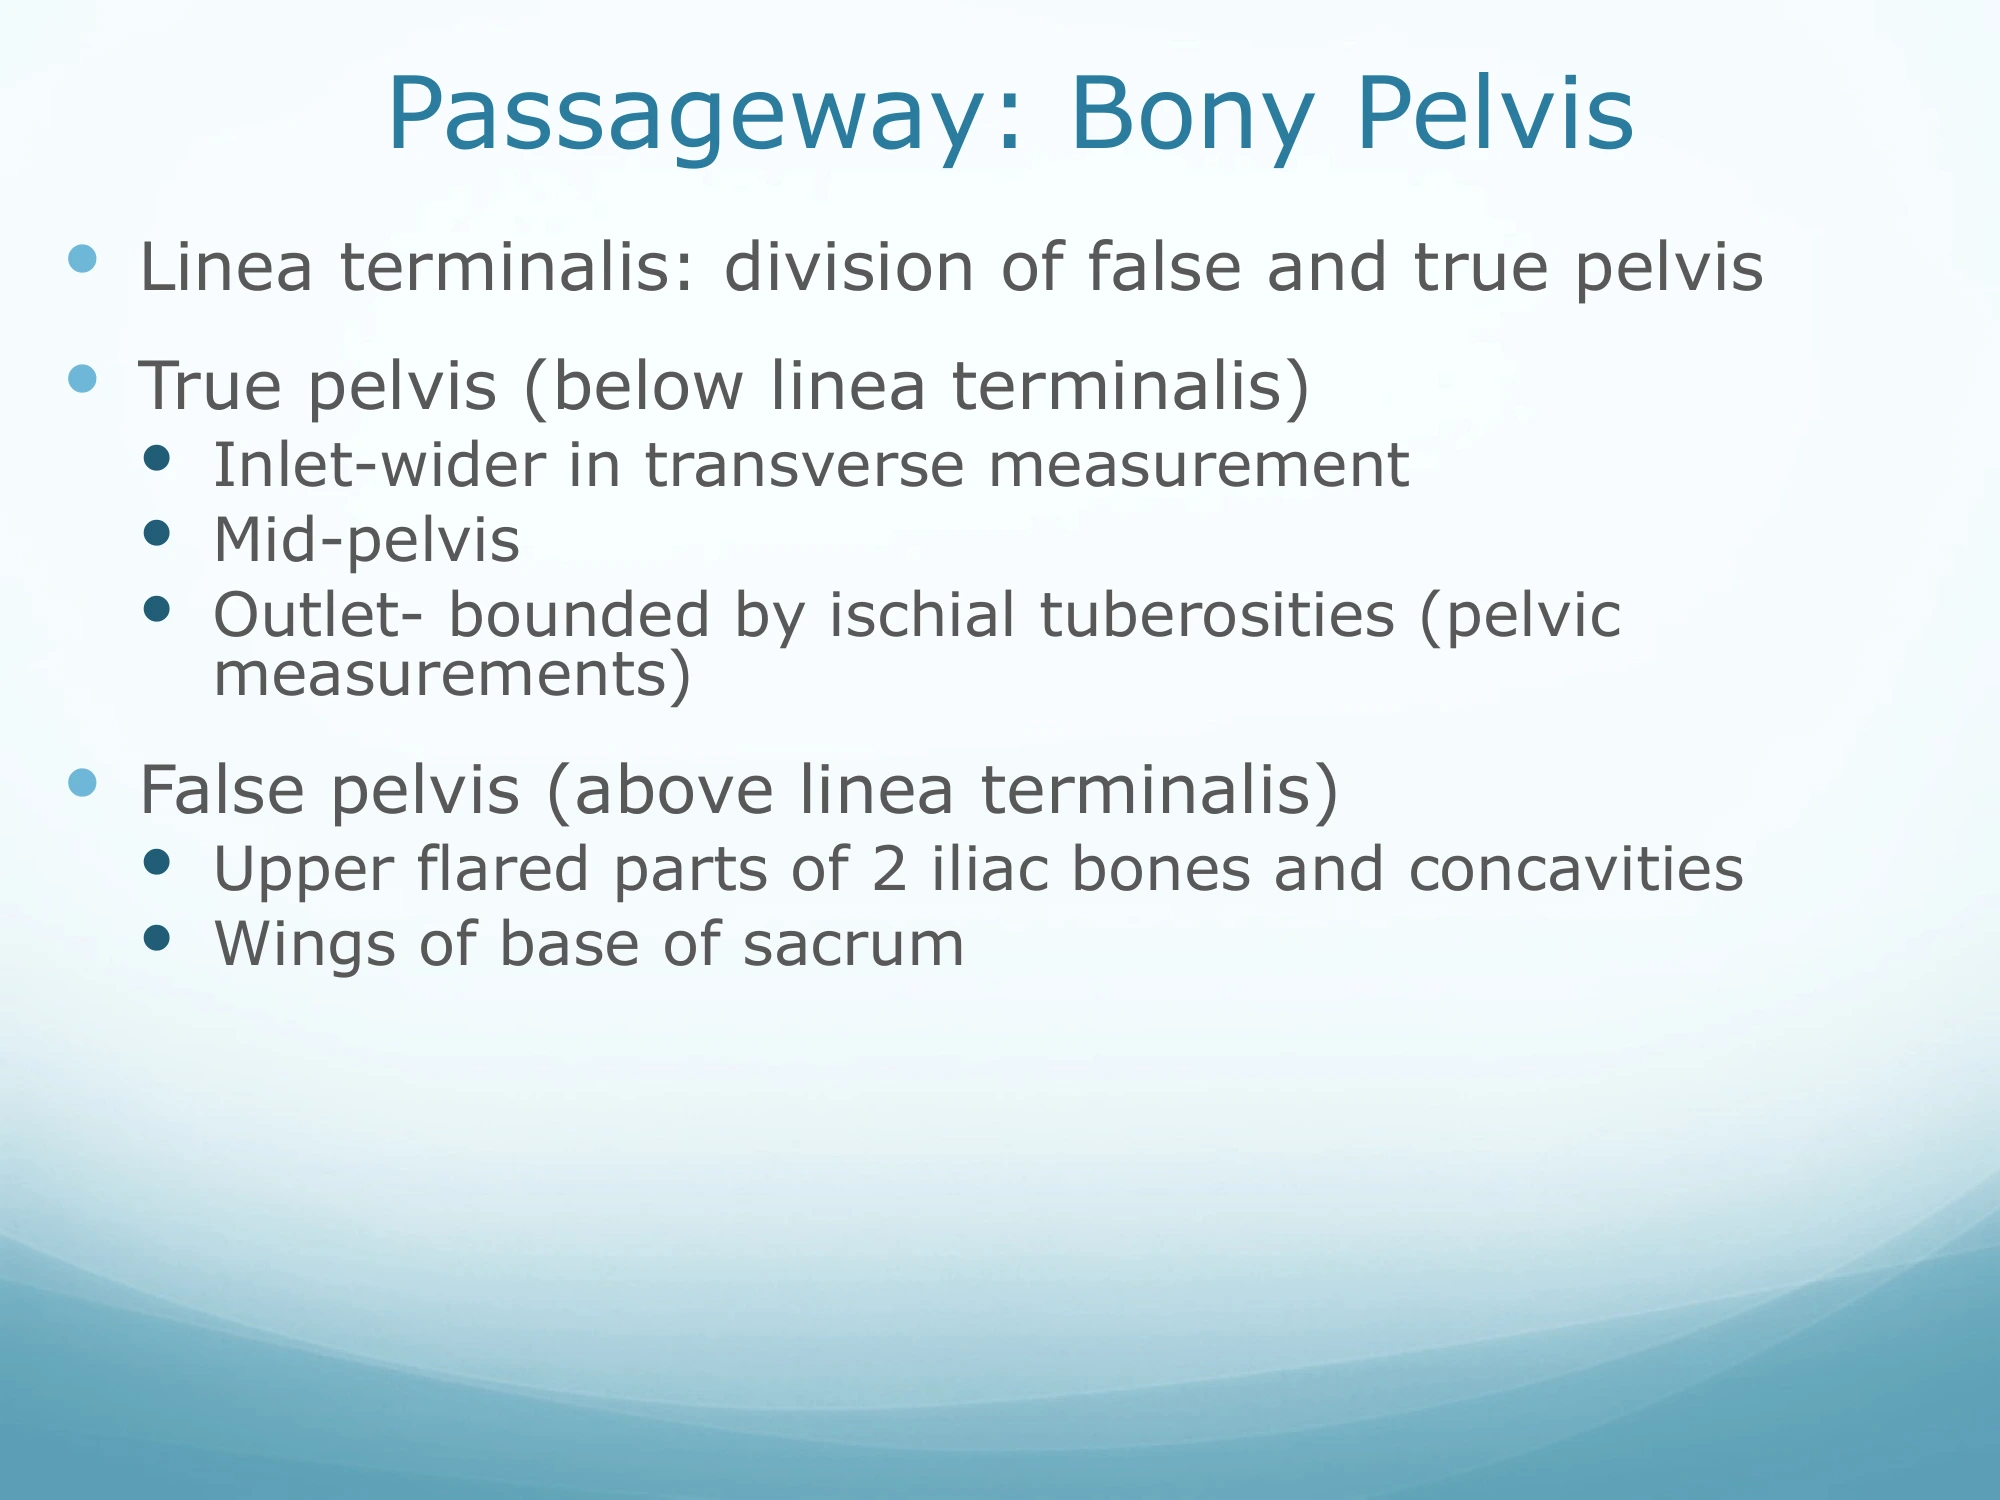 Passageway: Bony Pelvis
• Linea terminalis: division of false and true pelvis
• True pelvis (below linea terminalis)
• Inlet-wider in transverse measurement
• Mid-pelvis
• Outlet- bounded by ischial tuberosities (pelvic
measurements)
• False pelvis (above linea terminalis)
• Upper flared parts of 2 iliac bones and concavities
• Wings of base of sacrum